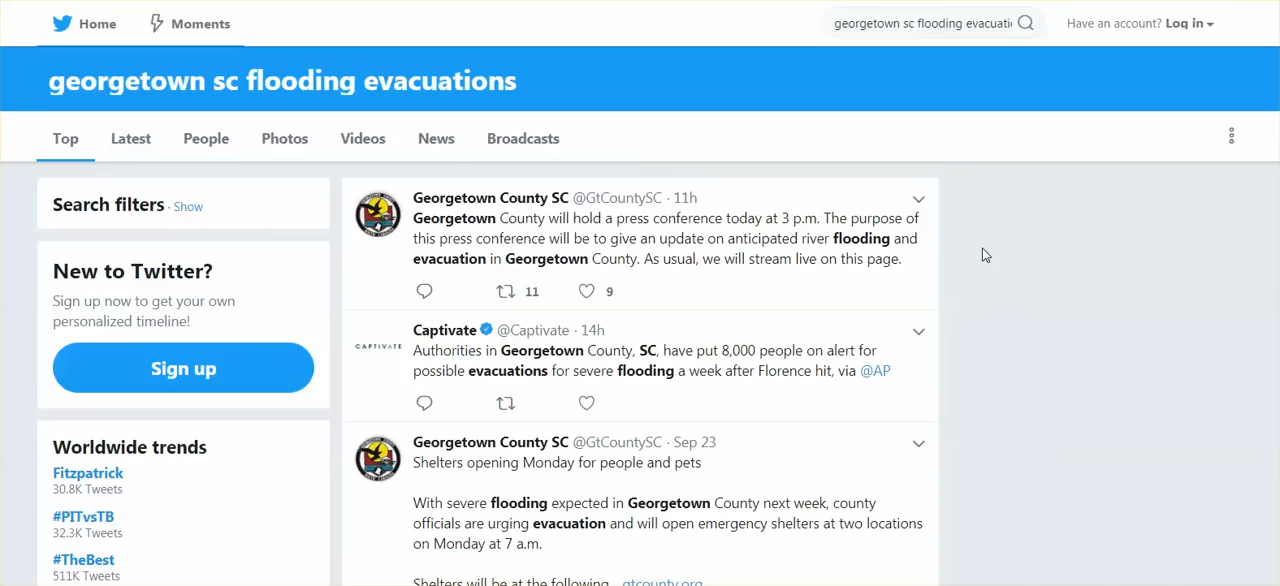 Home
Moments
georgetown sc flooding evacuati
Have an account? Log in
georgetown sc flooding evacuations
Top
Latest
People
Photos
Videos
News
Broadcasts
Search filters · Show
New to Twitter?
Sign up now to get your own
personalized timeline!
Sign up
Worldwide trends
Fitzpatrick
30.8K Tweets
#PITvsTB
32.3K Tweets
#TheBest
511K Tweets
Georgetown County SC @GtCountySC · 11h
Georgetown County will hold a press conference today at 3 p.m. The purpose of
this press conference will be to give an update on anticipated river flooding and
evacuation in Georgetown County. As usual, we will stream live on this page.
11
9
CAPTIVATE
Captivate @Captivate · 14h
Authorities in Georgetown County, SC, have put 8,000 people on alert for
possible evacuations for severe flooding a week after Florence hit, via @AP
Georgetown County SC @GtCountySC · Sep 23
Shelters opening Monday for people and pets
With severe flooding expected in Georgetown County next week, county
officials are urging evacuation and will open emergency shelters at two locations
on Monday at 7 a.m.
Shelters will be at the following gtcounty.org